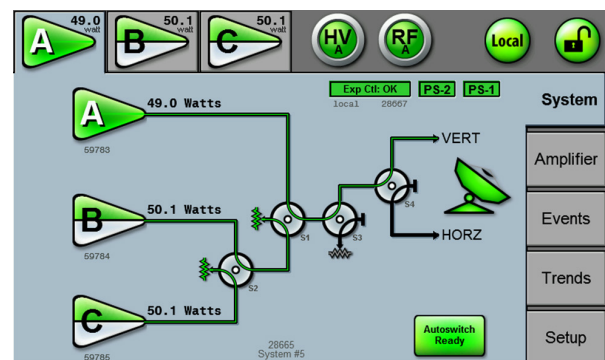 A 49.0 watt
B 50.1 watt
C 50.1 watt
HV A
RF A
Local
Exp Ctl: OK PS-2 PS-1
local 28667
System
A 49.0 Watts
59783
VERT
Amplifier
S4
B 50.1 Watts
59784
S1
S3
HORZ
Events
S2
Trends
C 50.1 Watts
59785
28665
System #5
Autoswitch
Ready
Setup